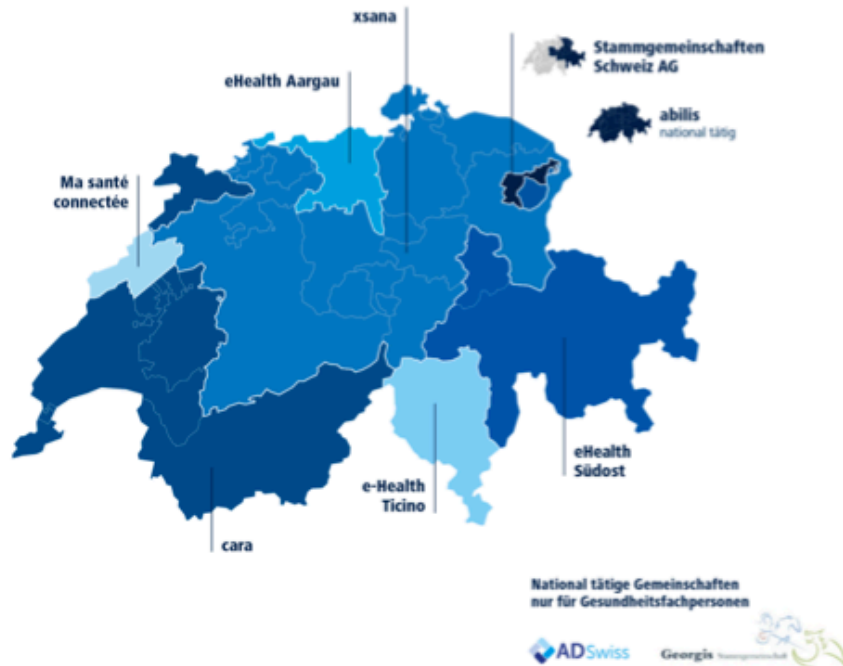 xsana
Stammgemeinschaften
Schweiz AG
eHealth Aargau
abilis
national tätig
Ma santé
connectée
eHealth
Südost
e-Health
Ticino
cara
National tätige Gemeinschaften
nur für Gesundheitsfachpersonen
ADSwiss
Georgis Stammgemeinschaft